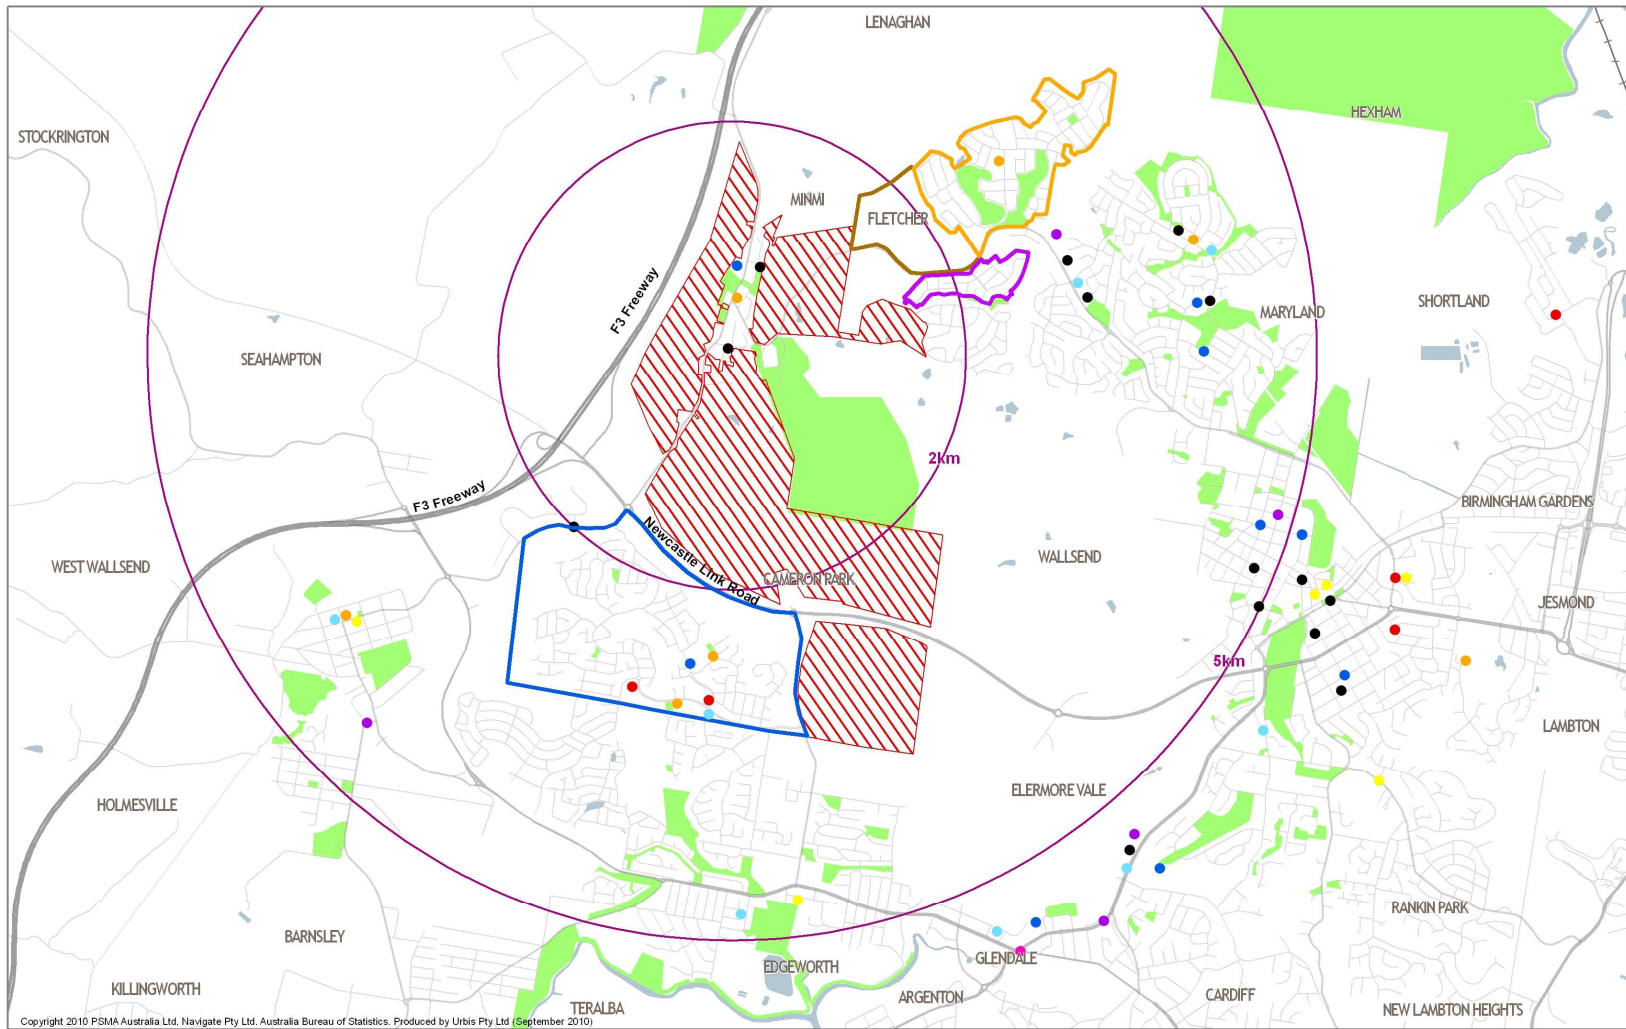 LENAGHAN
HEXHAM
STOCKRINGTON
MINMI
FLETCHER
F3 Freeway
SHORTLAND
MARYLAND
SEAHAMPTON
2km
F3 Freeway
BIRMINGHAM GARDENS
Newcastle Link Road
WALLSEND
WEST WALLSEND
CAMERON PARK
JESMOND
5km
LAMBTON
ELERMORE VALE
HOLMESVILLE
RANKIN PARK
BARNSLEY
GLENDALE
EDGEWORTH
KILLINGWORTH
CARDIFF
ARGENTON
TERALBA
NEW LAMBTON HEIGHTS
Copyright 2010 PSMA Australia Ltd, Navigate Pty Ltd. Australia Bureau of Statistics. Produced by Urbis Pty Ltd (September 2010)